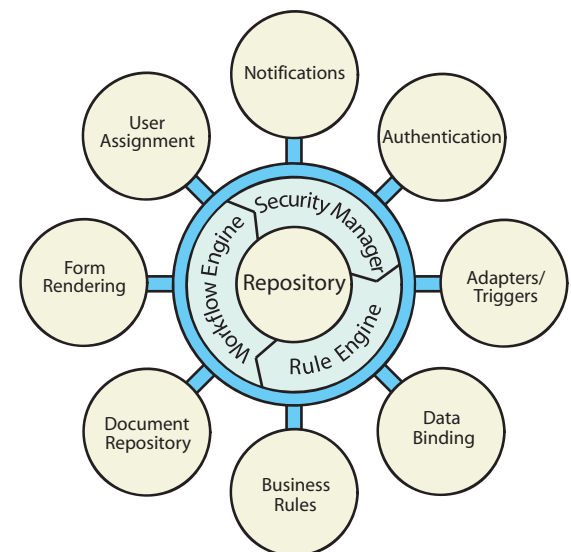 Notifications
User
Assignment
Authentication
Security Manager
Workflow Engine
Form
Rendering
Repository
Adapters/
Triggers
Rule Engine
Document
Repository
Data
Binding
Business
Rules